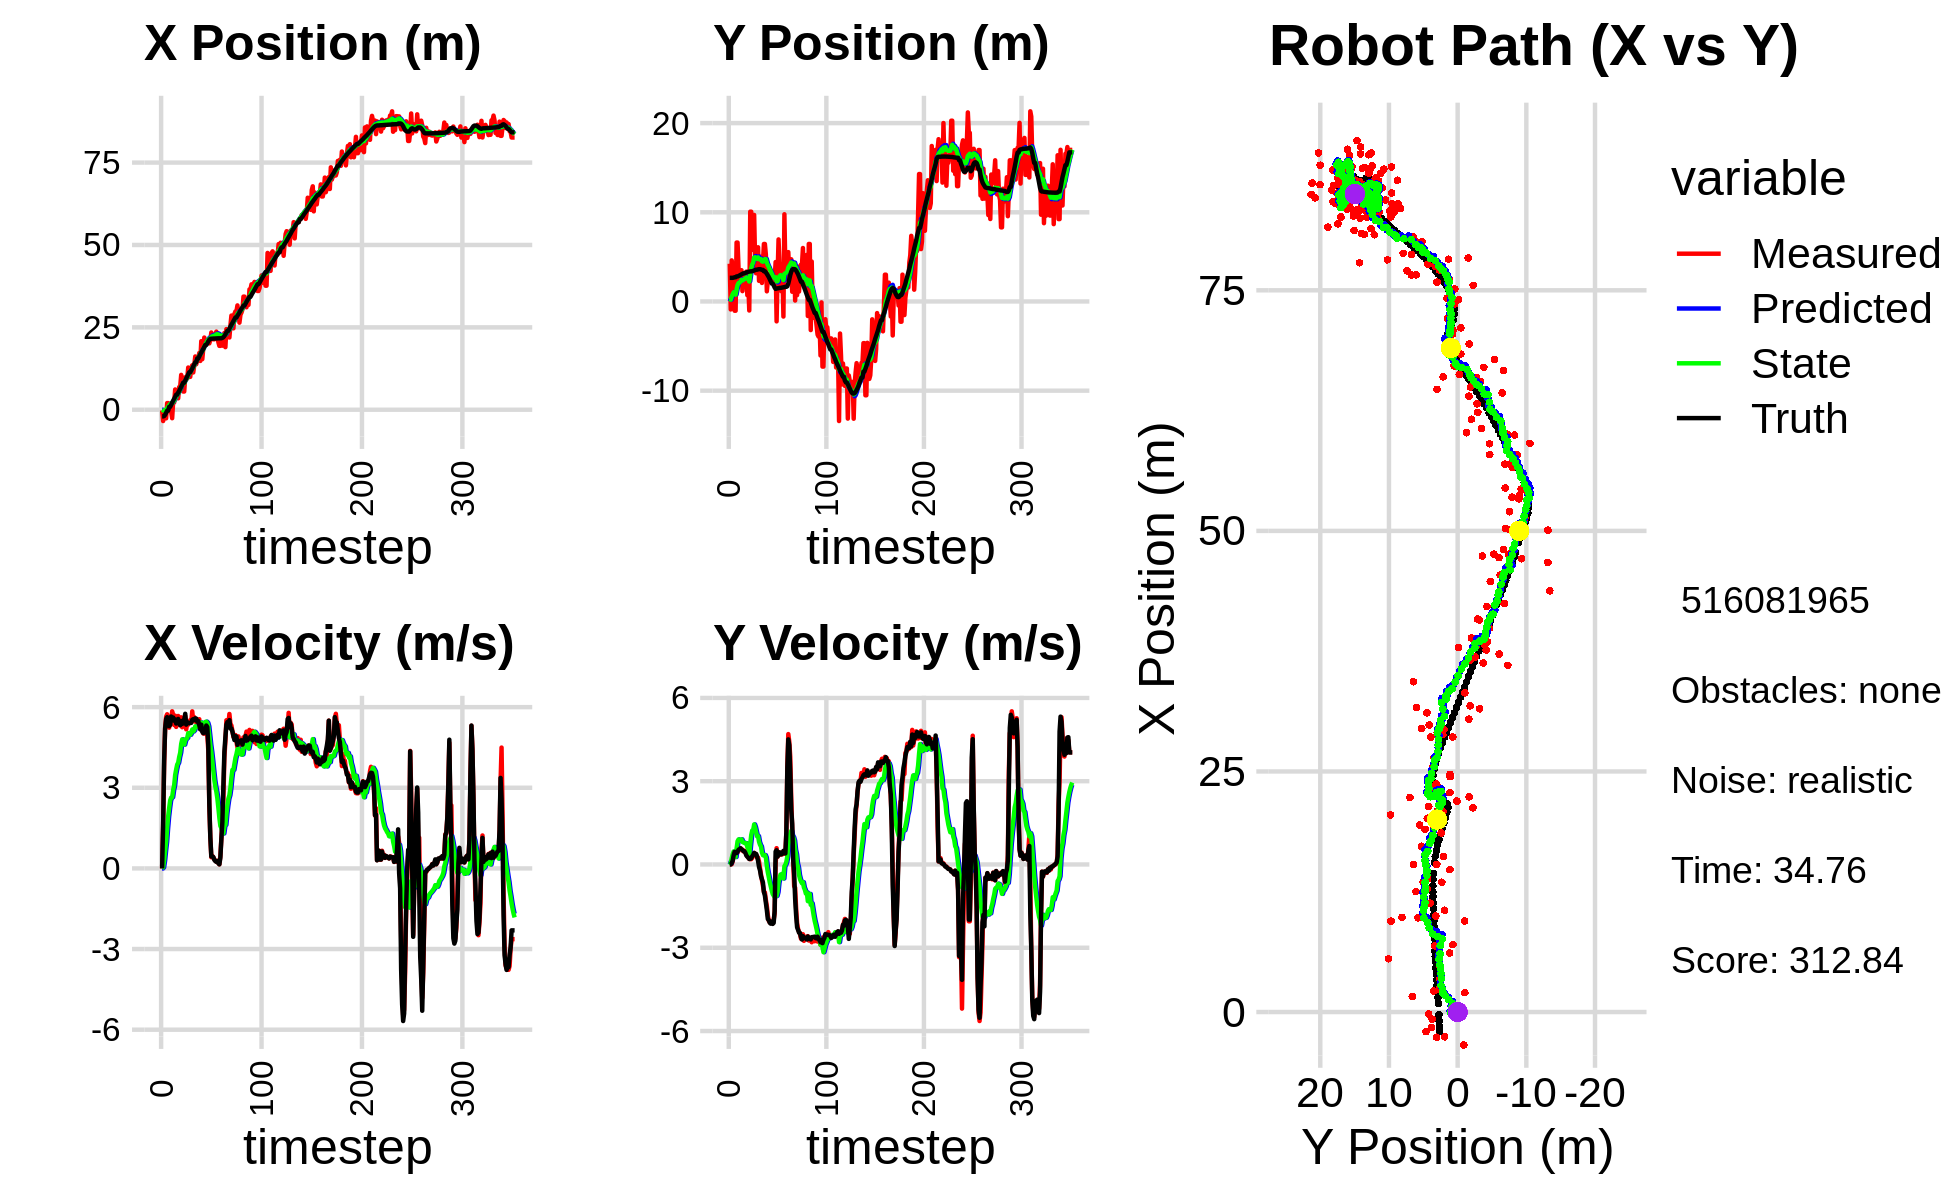 X Position (m)
75
50
25
0
0 100 200 300
timestep
Y Position (m)
20
10
0
-10
0 100 200 300
timestep
X Velocity (m/s)
6
3
0
-3
-6
0 100 200 300
timestep
Y Velocity (m/s)
6
3
0
-3
-6
0 100 200 300
timestep
Robot Path (X vs Y)
X Position (m)
75
50
25
0
20 10 0 -10 -20
Y Position (m)
variable
Measured
Predicted
State
Truth
516081965
Obstacles: none
Noise: realistic
Time: 34.76
Score: 312.84